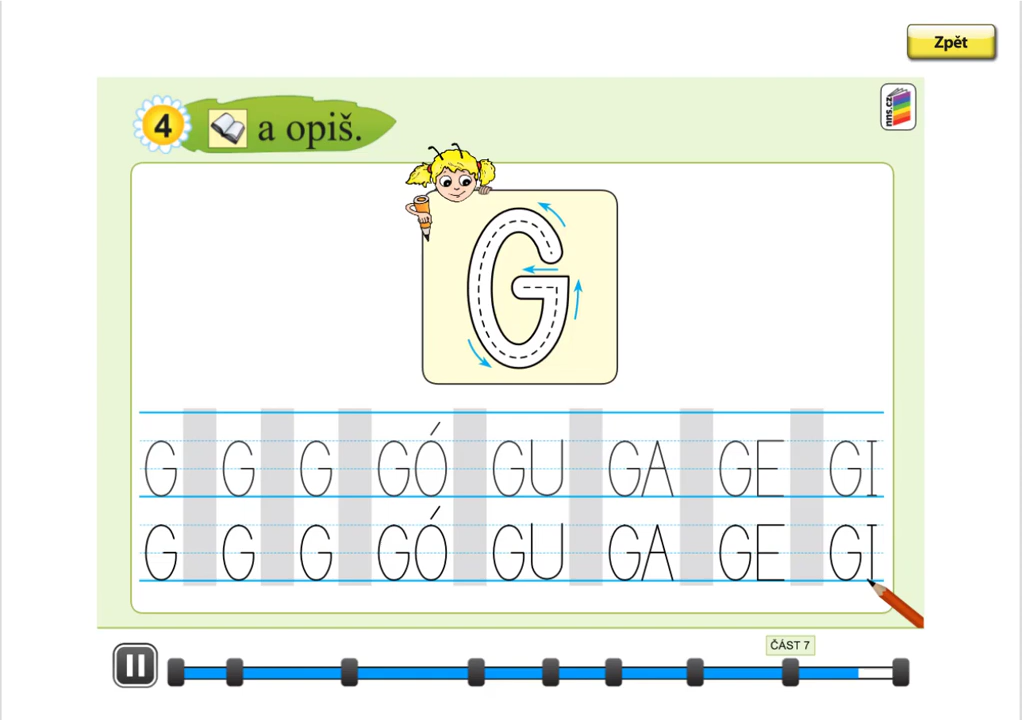 Zpět
4 a opiš.
nns.cz
G
G G G GÓ GU GA GE GI
G G G GÓ GU GA GE GI
ČÁST 7